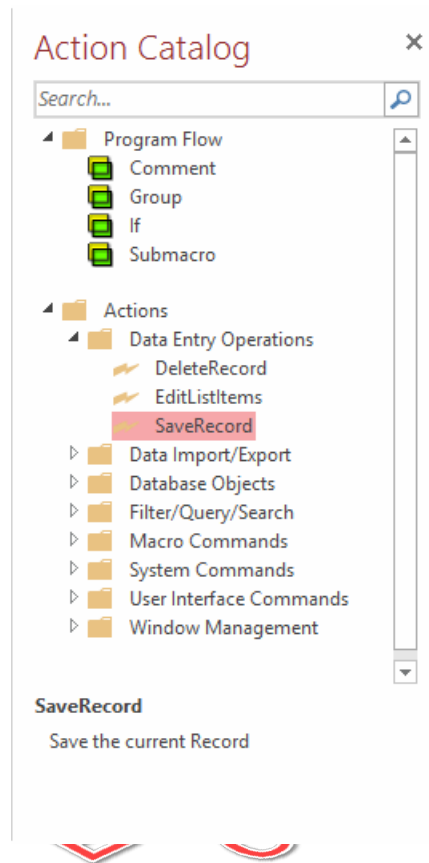 Action Catalog
Search...
Program Flow
Comment
Group
If
Submacro
Actions
Data Entry Operations
DeleteRecord
EditListItems
SaveRecord
Data Import/Export
Database Objects
Filter/Query/Search
Macro Commands
System Commands
User Interface Commands
Window Management
SaveRecord
Save the current Record